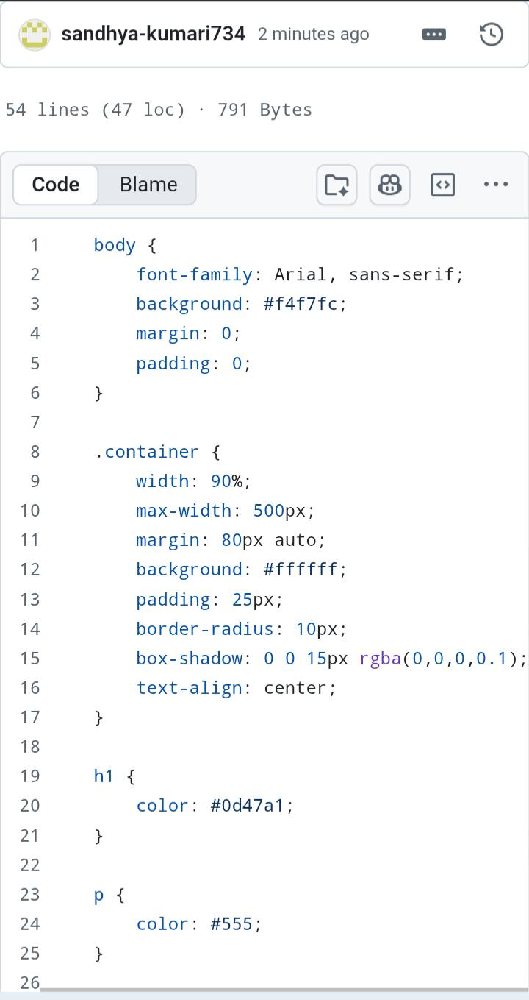 sandhya-kumari734 2 minutes ago
54 lines (47 loc) · 791 Bytes
Code Blame
1 body {
2     font-family: Arial, sans-serif;
3     background: #f4f7fc;
4     margin: 0;
5     padding: 0;
6 }
7
8 .container {
9     width: 90%;
10     max-width: 500px;
11     margin: 80px auto;
12     background: #ffffff;
13     padding: 25px;
14     border-radius: 10px;
15     box-shadow: 0 0 15px rgba(0,0,0,0.1);
16     text-align: center;
17 }
18
19 h1 {
20     color: #0d47a1;
21 }
22
23 p {
24     color: #555;
25 }
26